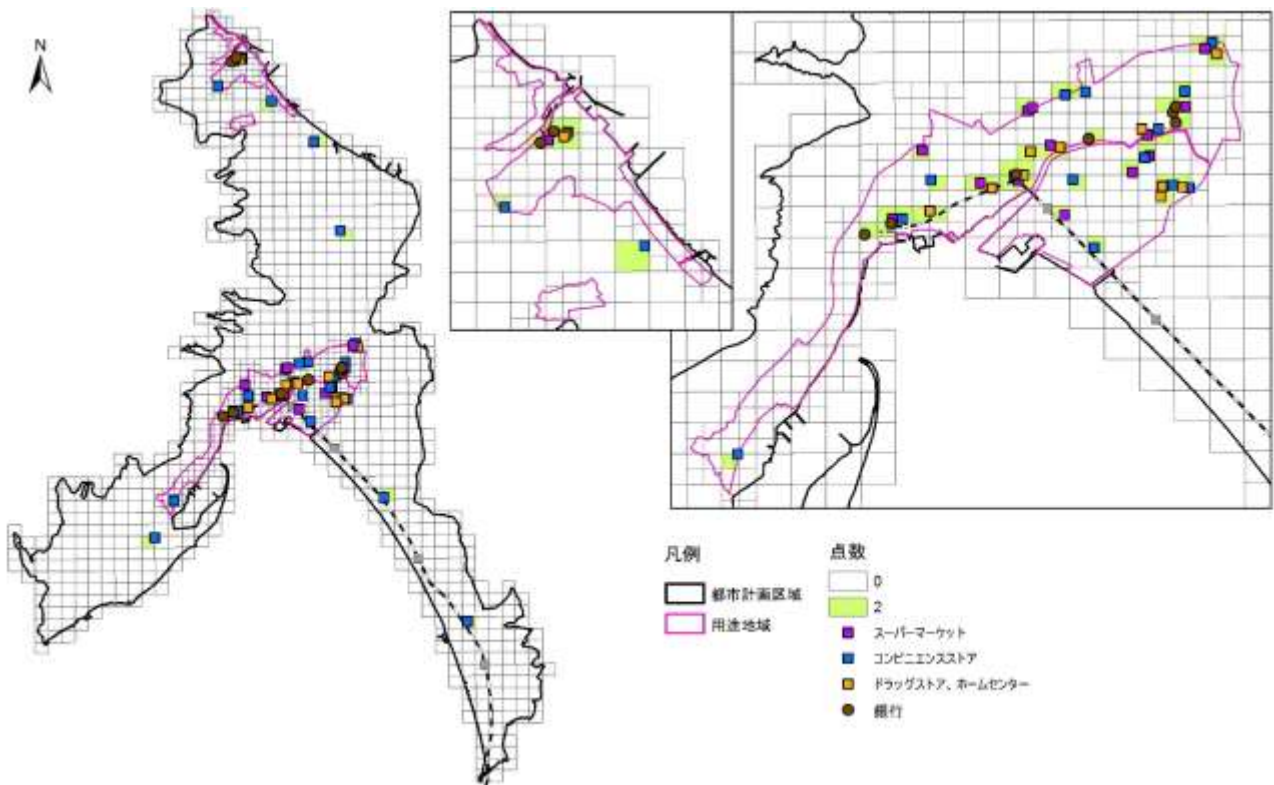 N
凡例
都市計画区域
用途地域
点数
0
2
スーパーマーケット
コンビニエンスストア
ドラッグストア、ホームセンター
銀行